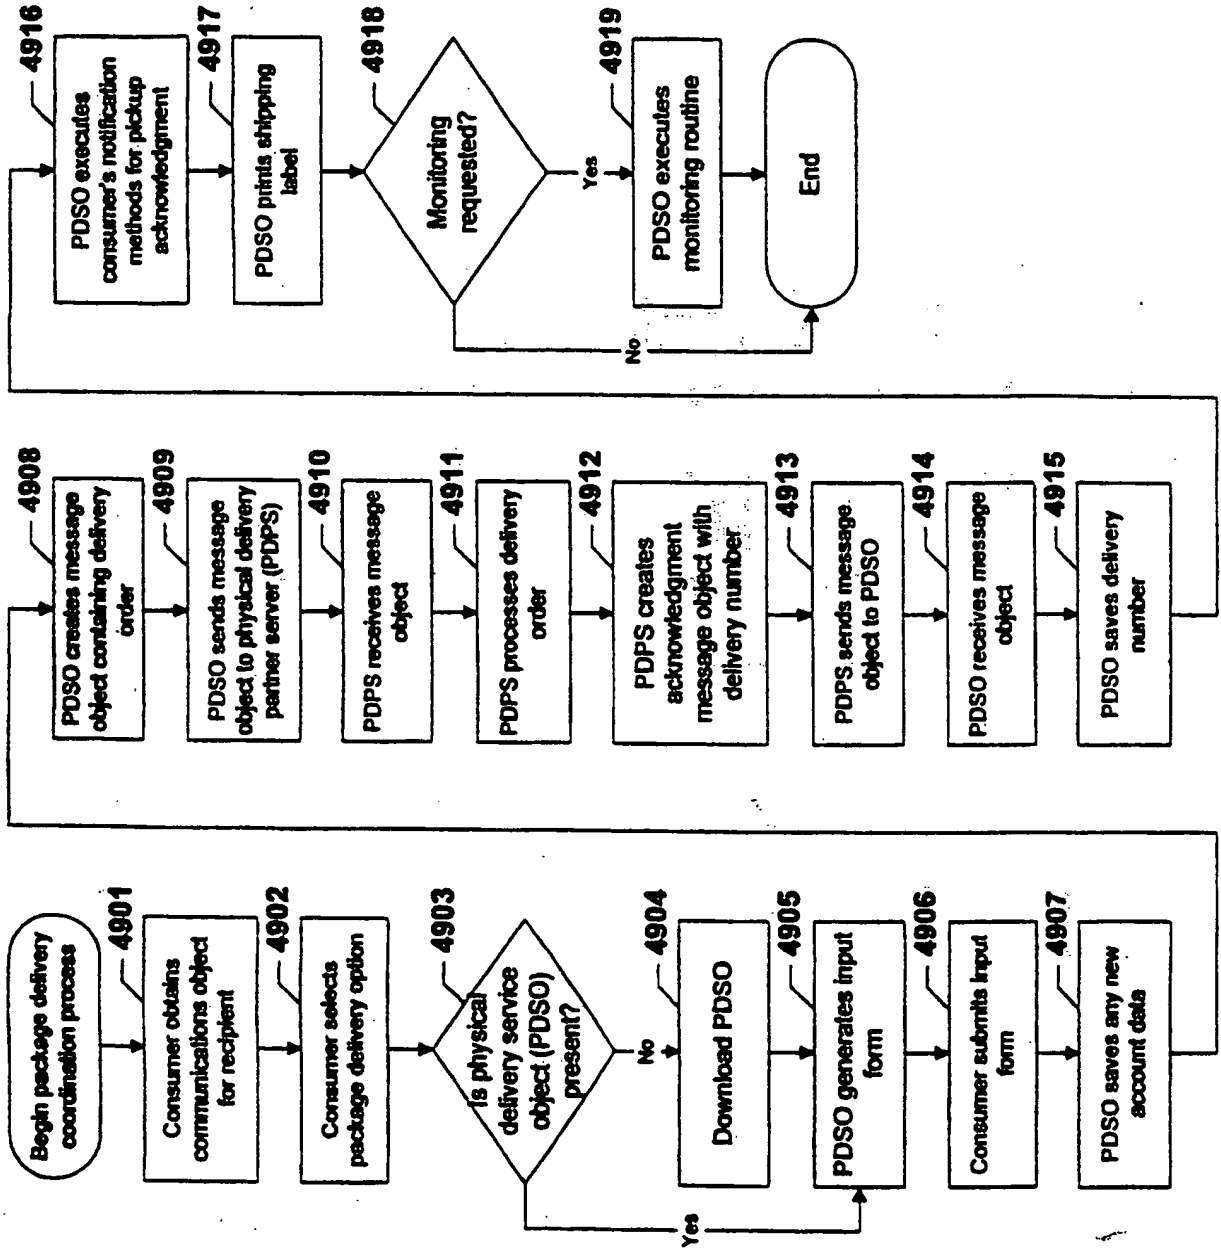 Begin package delivery
coordination process
4901
Consumer obtains
communications object
for recipient
4902
Consumer selects
package delivery option
4903
Is physical
delivery service
object (PDSO)
present?
No
Yes
4904
Download PDSO
4905
PDSO generates input
form
4906
Consumer submits input
form
4907
PDSO saves any new
account data
4908
PDSO creates message
object containing delivery
order
4909
PDSO sends message
object to physical delivery
partner server (PDPS)
4910
PDPS receives message
object
4911
PDPS processes delivery
order
4912
PDPS creates
acknowledgment
message object with
delivery number
4913
PDPS sends message
object to PDSO
4914
PDSO receives message
object
4915
PDSO saves delivery
number
4916
PDSO executes
consumer's notification
methods for pickup
acknowledgment
4917
PDSO prints shipping
label
4918
Monitoring
requested?
Yes
No
4919
PDSO executes
monitoring routine
End